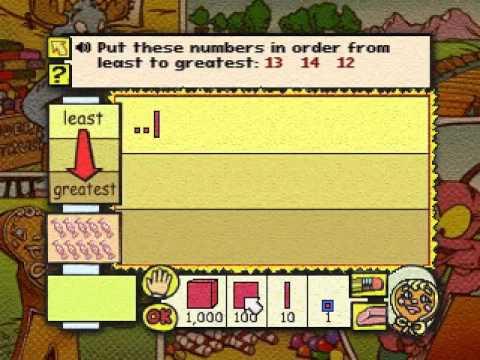 Put these numbers in order from
least to greatest: 13 14 12
?
least
greatest
OK
1,000
100
10
1